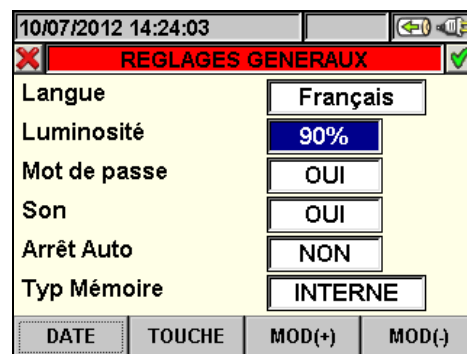 10/07/2012 14:24:03
REGLAGES GENERAUX
Langue Français
Luminosité 90%
Mot de passe OUI
Son OUI
Arrêt Auto NON
Typ Mémoire INTERNE
DATE TOUCHE MOD(+) MOD(-)